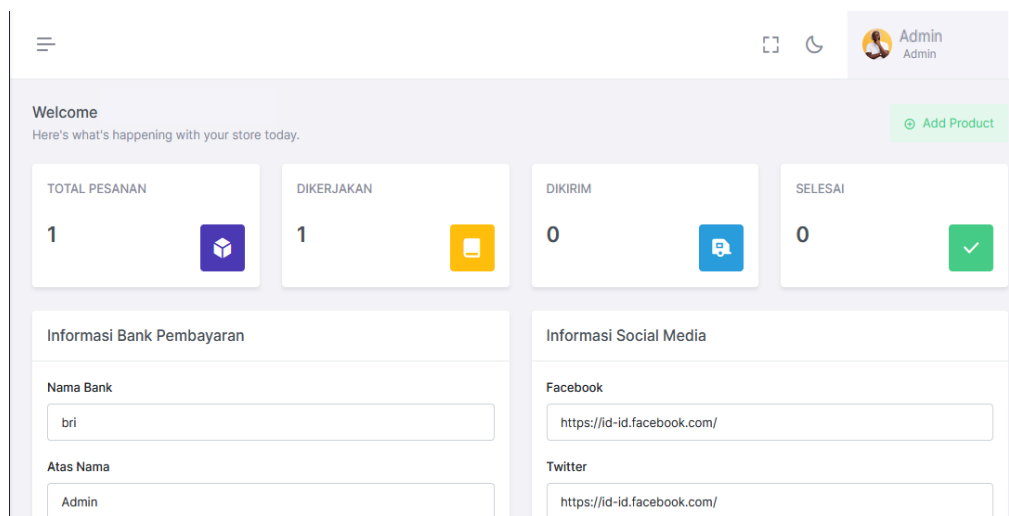 Admin
Admin
Welcome
Here's what's happening with your store today.
Add Product
TOTAL PESANAN
1
DIKERJAKAN
1
DIKIRIM
0
SELESAI
0
Informasi Bank Pembayaran
Nama Bank
bri
Atas Nama
Admin
Informasi Social Media
Facebook
https://id-id.facebook.com/
Twitter
https://id-id.facebook.com/